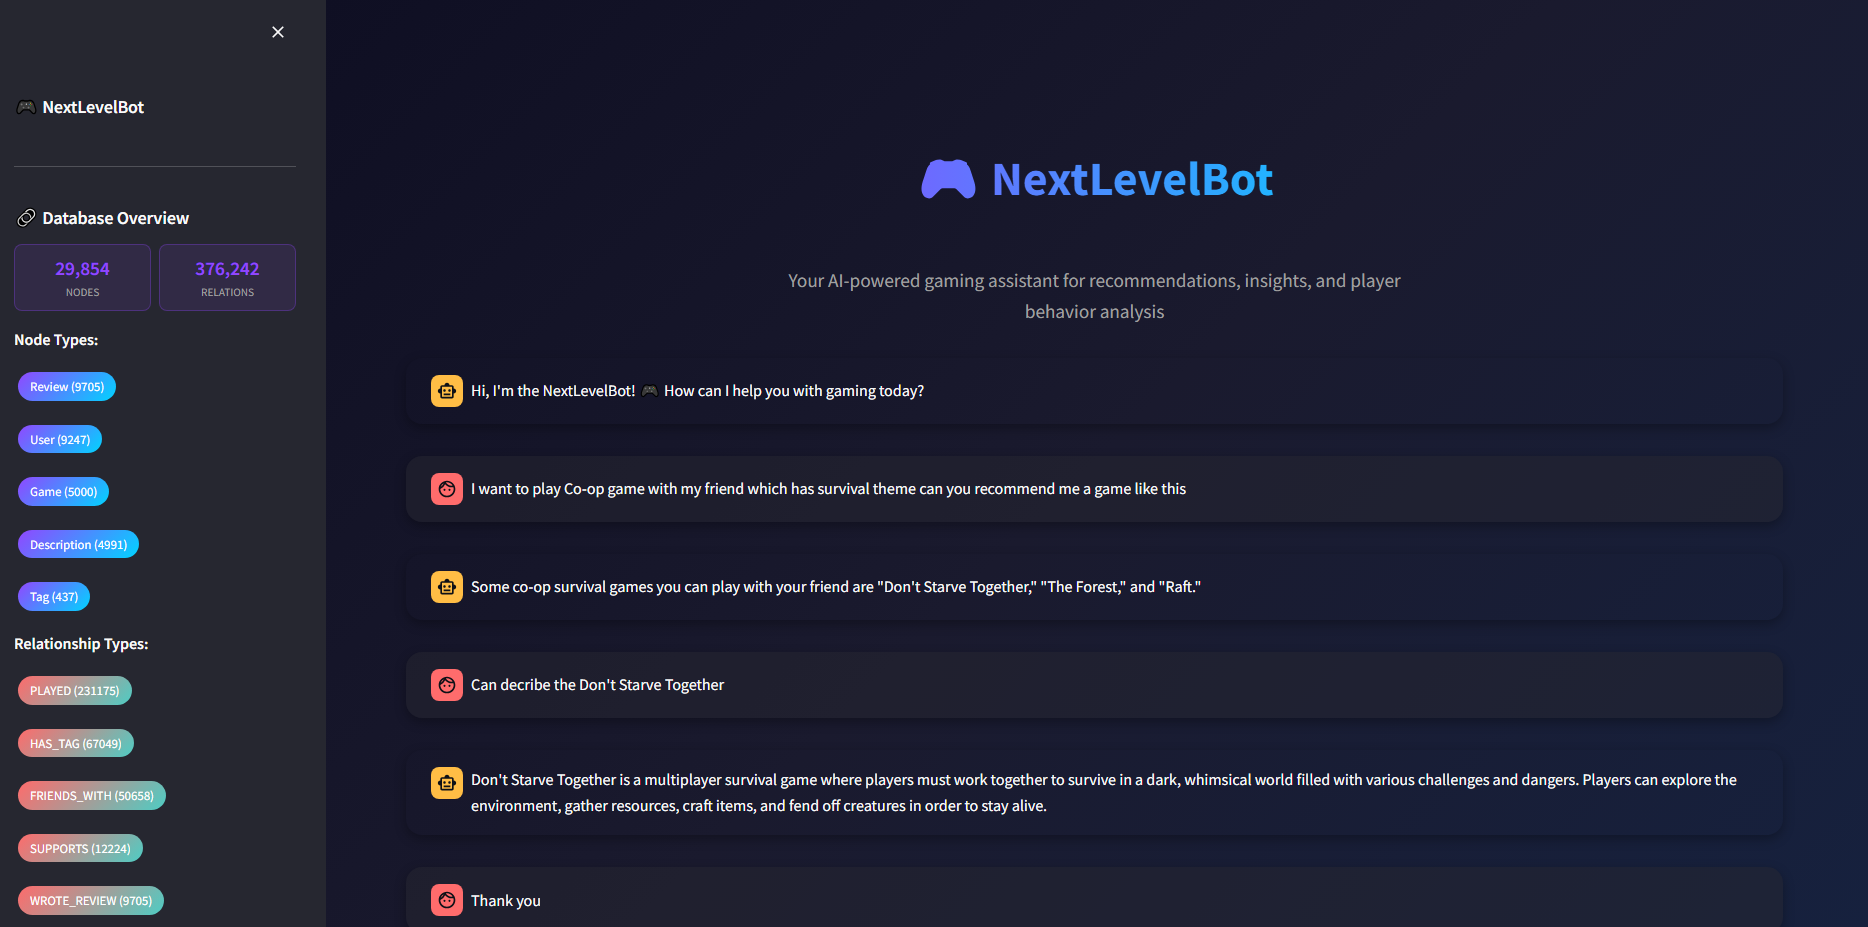 NextLevelBot
Database Overview
29,854
NODES
376,242
RELATIONS
Node Types:
Review (9705)
User (9247)
Game (5000)
Description (4991)
Tag (437)
Relationship Types:
PLAYED (231175)
HAS_TAG (67049)
FRIENDS_WITH (50658)
SUPPORTS (12224)
WROTE_REVIEW (9705)
NextLevelBot
Your AI-powered gaming assistant for recommendations, insights, and player
behavior analysis
Hi, I'm the NextLevelBot! 🎮 How can I help you with gaming today?
I want to play Co-op game with my friend which has survival theme can you recommend me a game like this
Some co-op survival games you can play with your friend are "Don't Starve Together," "The Forest," and "Raft."
Can decribe the Don't Starve Together
Don't Starve Together is a multiplayer survival game where players must work together to survive in a dark, whimsical world filled with various challenges and dangers. Players can explore the
environment, gather resources, craft items, and fend off creatures in order to stay alive.
Thank you